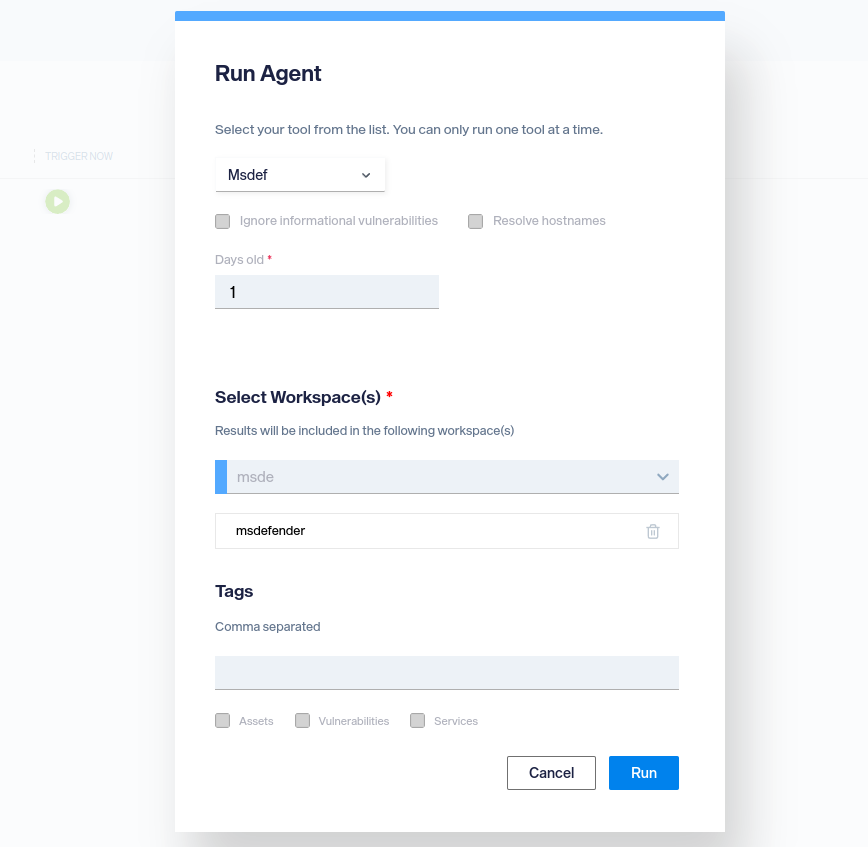 Run Agent
Select your tool from the list. You can only run one tool at a time.
TRIGGER NOW
Msdef
Ignore informational vulnerabilities Resolve hostnames
Days old *
1
Select Workspace(s) *
Results will be included in the following workspace(s)
msde
msdefender
Tags
Comma separated
Assets Vulnerabilities Services
Cancel Run